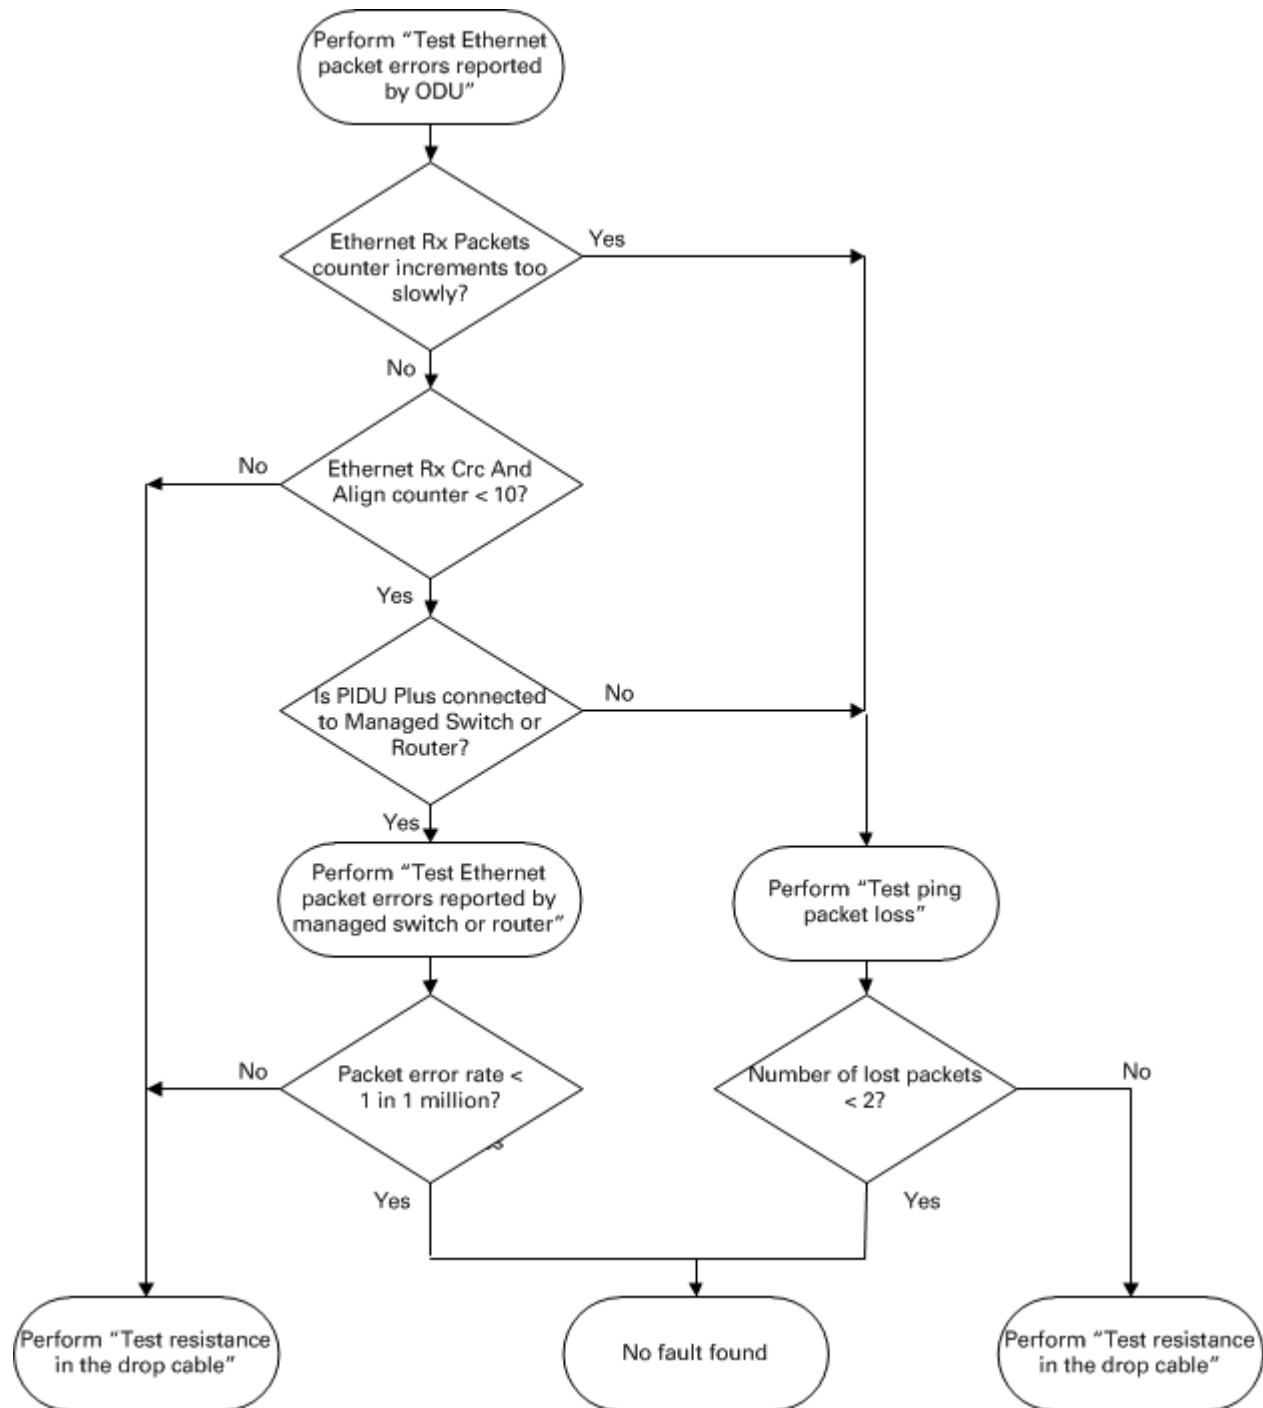 Perform “Test Ethernet
packet errors reported
by ODU”
Ethernet Rx Packets
counter increments too
slowly?
Yes
No
Ethernet Rx Crc And
Align counter < 10?
No
Yes
Is PIDU Plus connected
to Managed Switch or
Router?
No
Yes
Perform “Test Ethernet
packet errors reported by
managed switch or router”
Perform “Test ping
packet loss”
Packet error rate <
1 in 1 million?
No
Yes
Number of lost packets
< 2?
No
Yes
Perform “Test resistance
in the drop cable”
No fault found
Perform “Test resistance
in the drop cable”